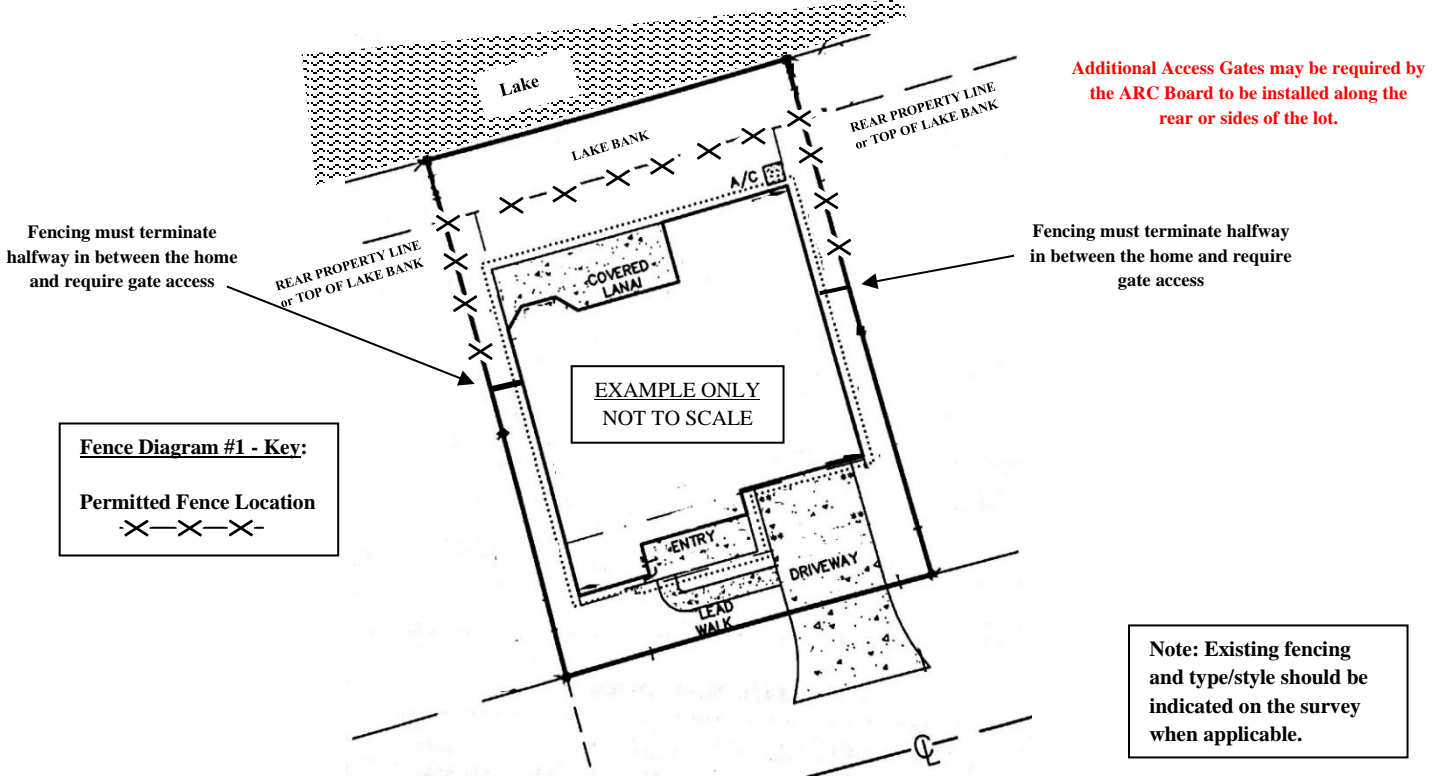 Lake
Additional Access Gates may be required by
the ARC Board to be installed along the
rear or sides of the lot.
REAR PROPERTY LINE
or TOP OF LAKE BANK
LAKE BANK
A/C
Fencing must terminate
halfway in between the home
and require gate access
REAR PROPERTY LINE
or TOP OF LAKE BANK
Fencing must terminate halfway
in between the home and require
gate access
COVERED
LANAI
EXAMPLE ONLY
NOT TO SCALE
Fence Diagram #1 - Key:
Permitted Fence Location
ENTRY
DRIVEWAY
LEAD
WALK
Note: Existing fencing
and type/style should be
indicated on the survey
when applicable.
℄